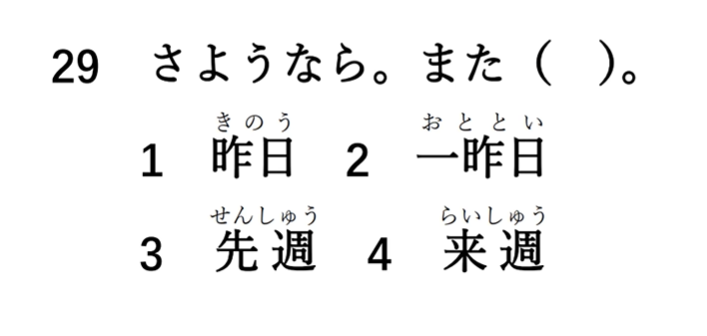 29 さようなら。また（ ）。
きのう おととい
1 昨日 2 一昨日
せんしゅう らいしゅう
3 先週 4 来週